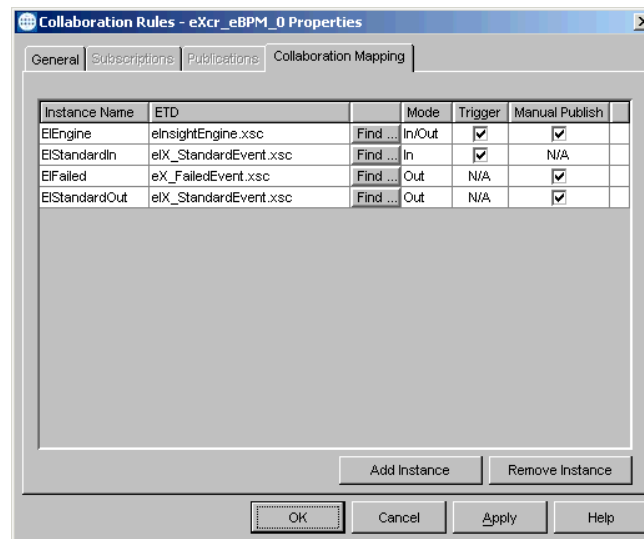 Collaboration Rules - eXcr_eBPM_0 Properties
General Subscriptions Publications Collaboration Mapping
Instance Name ETD Mode Trigger Manual Publish
EIEngine eInsightEngine.xsc Find ... In/Out
EIStandardIn eIX_StandardEvent.xsc Find ... In N/A
EIFailed eX_FailedEvent.xsc Find ... Out N/A
EIStandardOut eIX_StandardEvent.xsc Find ... Out N/A
Add Instance Remove Instance
OK Cancel Apply Help